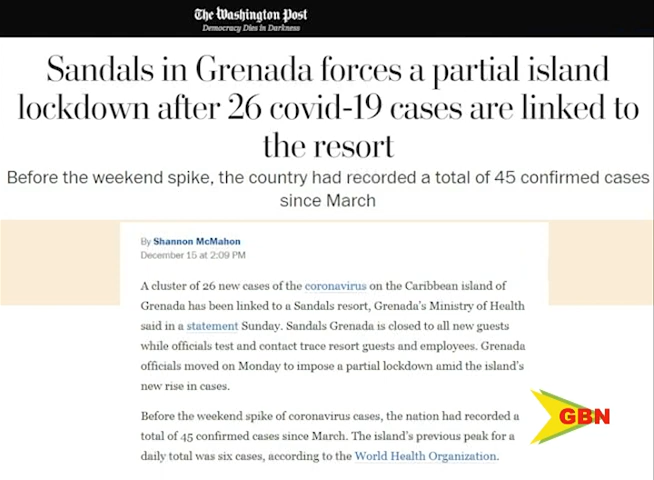 The Washington Post
Democracy Dies in Darkness
Sandals in Grenada forces a partial island
lockdown after 26 covid-19 cases are linked to
the resort
Before the weekend spike, the country had recorded a total of 45 confirmed cases
since March
By Shannon McMahon
December 15 at 2:09 PM
A cluster of 26 new cases of the coronavirus on the Caribbean island of
Grenada has been linked to a Sandals resort, Grenada's Ministry of Health
said in a statement Sunday. Sandals Grenada is closed to all new guests
while officials test and contact trace resort guests and employees. Grenada
officials moved on Monday to impose a partial lockdown amid the island's
new rise in cases.
Before the weekend spike of coronavirus cases, the nation had recorded a
total of 45 confirmed cases since March. The island's previous peak for a
daily total was six cases, according to the World Health Organization.
GBN